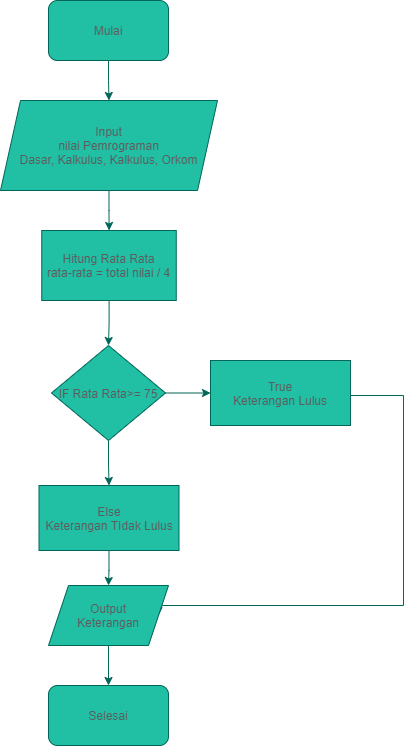 Mulai
Input
nilai Pemrograman
Dasar, Kalkulus, Kalkulus, Orkom
Hitung Rata Rata
rata-rata = total nilai / 4
IF Rata Rata>= 75
True
Keterangan Lulus
Else
Keterangan TIdak Lulus
Output
Keterangan
Selesai